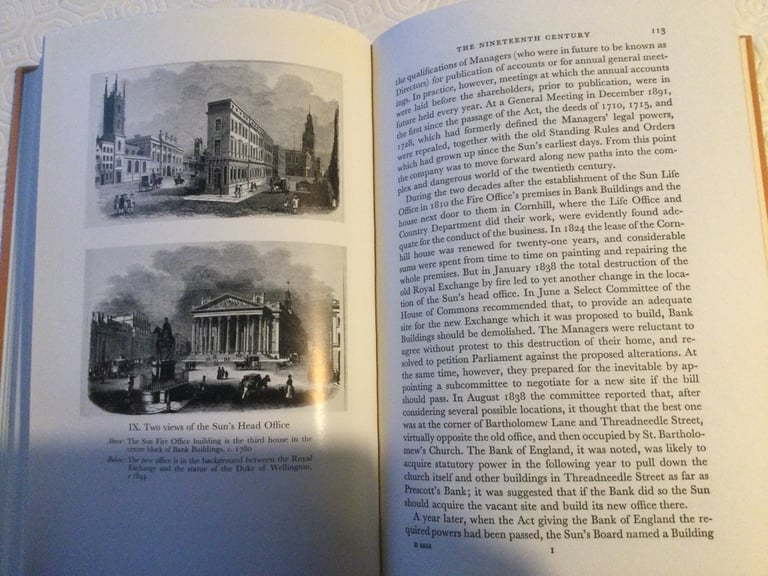 IX. Two views of the Sun's Head Office
Above: The Sun Fire Office building is the third house in the
centre block of Bank Buildings, c. 1780
Below: The new office is in the background between the Royal
Exchange and the statue of the Duke of Wellington,
c 1844.
THE NINETEENTH CENTURY 113
the qualifications of Managers (who were in future to be known as
Directors) for publication of accounts or for annual general meet-
ings. In practice, however, meetings at which the annual accounts
were laid before the shareholders, prior to publication, were in
future held every year. At a General Meeting in December 1891,
the first since the passage of the Act, the deeds of 1710, 1715, and
1728, which had formerly defined the Managers' legal powers,
were repealed, together with the old Standing Rules and Orders
which had grown up since the Sun's earliest days. From this point
the company was to move forward along new paths into the com-
plex and dangerous world of the twentieth century.
During the two decades after the establishment of the Sun Life
Office in 1810 the Fire Office's premises in Bank Buildings and the
house next door to them in Cornhill, where the Life Office and
Country Department did their work, were evidently found ade-
quate for the conduct of the business. In 1824 the lease of the Corn-
hill house was renewed for twenty-one years, and considerable
sums were spent from time to time on painting and repairing the
whole premises. But in January 1838 the total destruction of the
old Royal Exchange by fire led to yet another change in the loca-
tion of the Sun's head office. In June a Select Committee of the
House of Commons recommended that, to provide an adequate
site for the new Exchange which it was proposed to build, Bank
Buildings should be demolished. The Managers were reluctant to
agree without protest to this destruction of their home, and re-
solved to petition Parliament against the proposed alterations. At
the same time, however, they prepared for the inevitable by ap-
pointing a subcommittee to negotiate for a new site if the bill
should pass. In August 1838 the committee reported that, after
considering several possible locations, it thought that the best one
was at the corner of Bartholomew Lane and Threadneedle Street,
virtually opposite the old office, and then occupied by St. Bartholo-
mew's Church. The Bank of England, it was noted, was likely to
acquire statutory power in the following year to pull down the
church itself and other buildings in Threadneedle Street as far as
Prescott's Bank; it was suggested that if the Bank did so the Sun
should acquire the vacant site and build its new office there.
A year later, when the Act giving the Bank of England the re-
quired powers had been passed, the Sun's Board named a Building
I